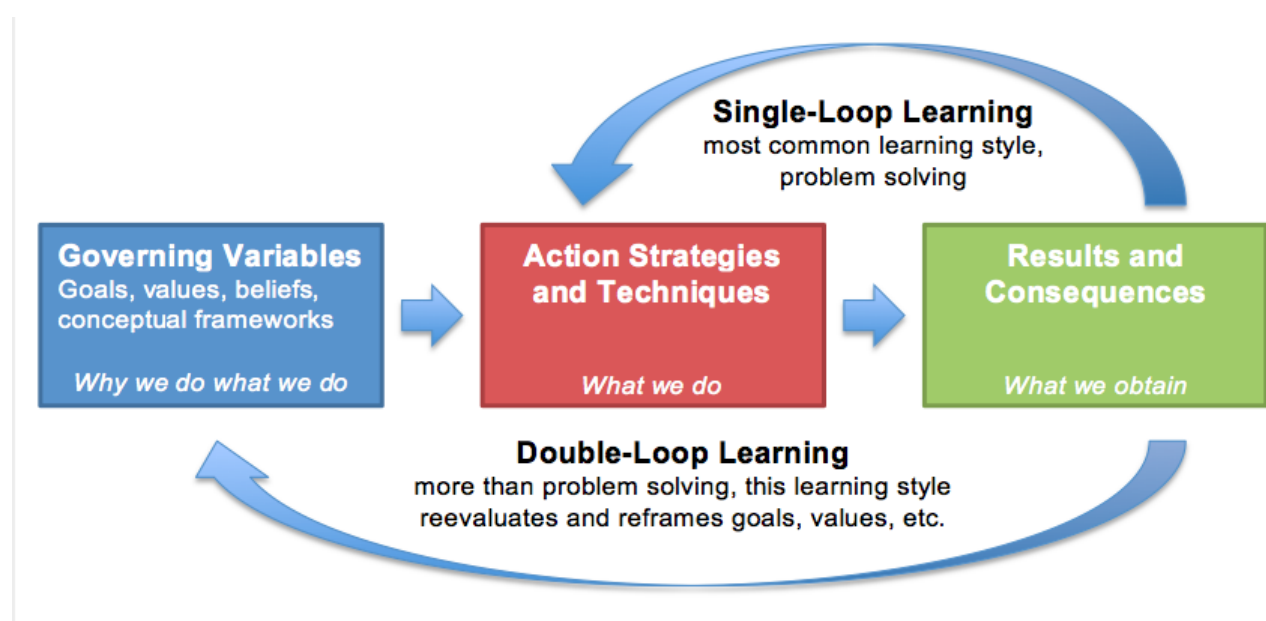 Single-Loop Learning
most common learning style,
problem solving
Governing Variables
Goals, values, beliefs,
conceptual frameworks
Why we do what we do
Action Strategies
and Techniques
What we do
Results and
Consequences
What we obtain
Double-Loop Learning
more than problem solving, this learning style
reevaluates and reframes goals, values, etc.